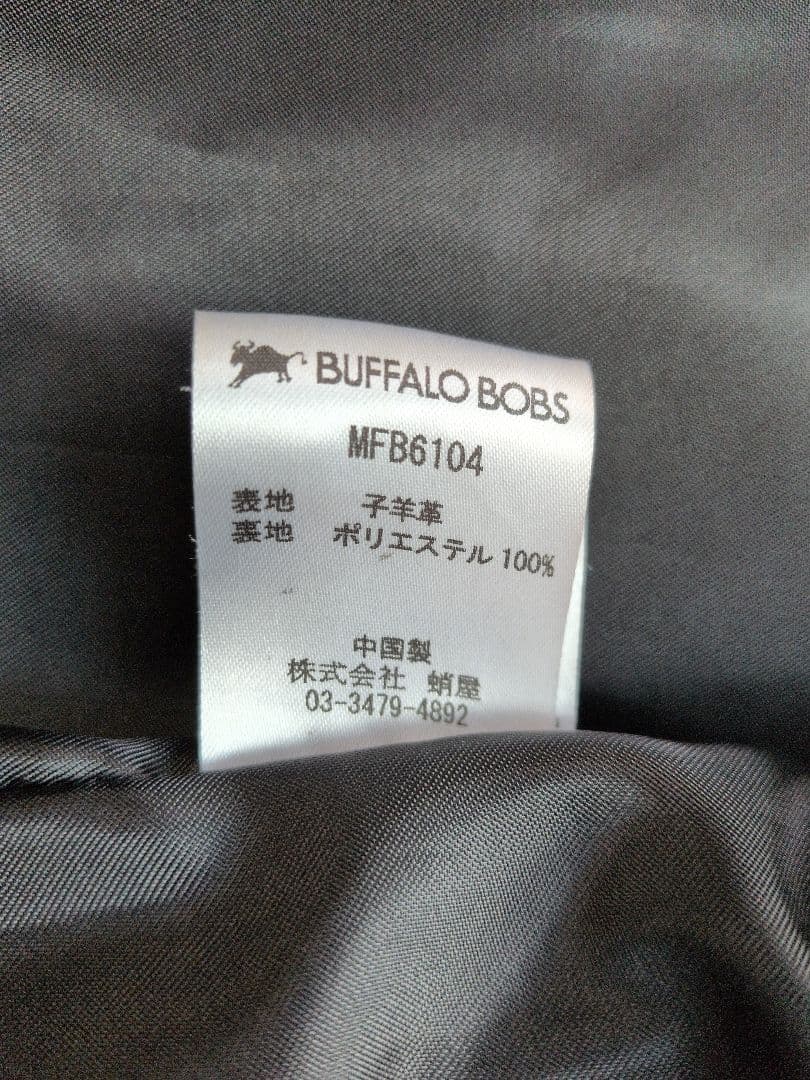 BUFFALO BOBS
MFB6104
表地 子羊革
裏地 ポリエステル 100%
中国製
株式会社 蛸屋
03-3479-4892